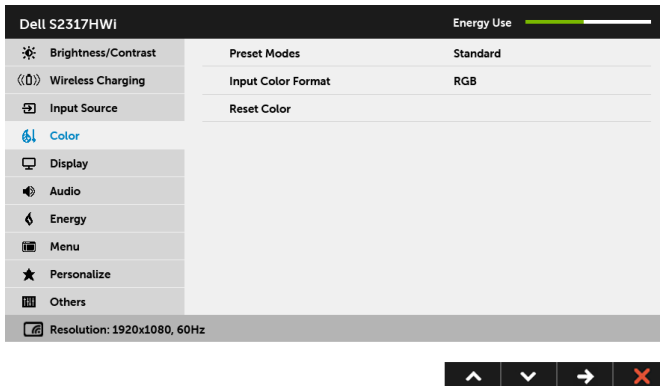 Dell S2317HWi
Energy Use
Brightness/Contrast
Wireless Charging
Input Source
Color
Display
Audio
Energy
Menu
Personalize
Others
Preset Modes Standard
Input Color Format RGB
Reset Color
Resolution: 1920x1080, 60Hz